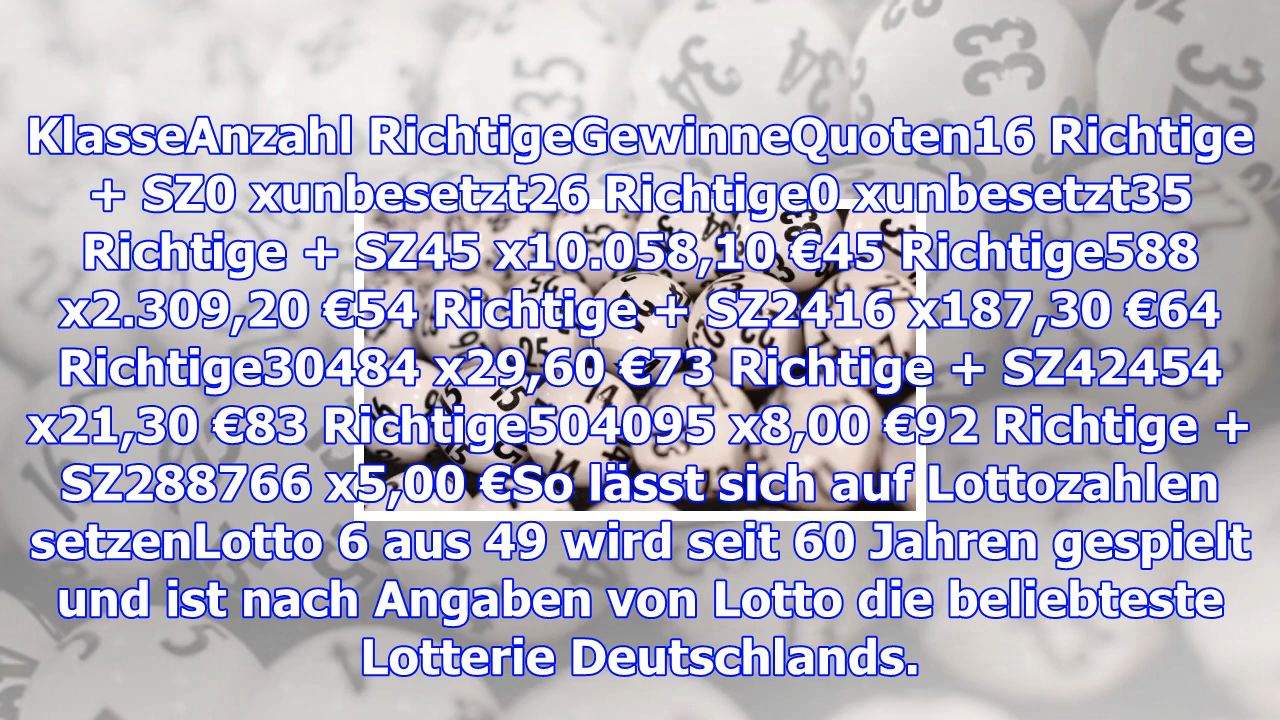 KlasseAnzahl RichtigeGewinneQuoten16 Richtige
+ SZ0 xunbesetzt26 Richtige0 xunbesetzt35
Richtige + SZ45 x10.058,10 €45 Richtige588
x2.309,20 €54 Richtige + SZ2416 x187,30 €64
Richtige30484 x29,60 €73 Richtige + SZ42454
x21,30 €83 Richtige504095 x8,00 €92 Richtige +
SZ288766 x5,00 €So lässt sich auf Lottozahlen
setzenLotto 6 aus 49 wird seit 60 Jahren gespielt
und ist nach Angaben von Lotto die beliebteste
Lotterie Deutschlands.